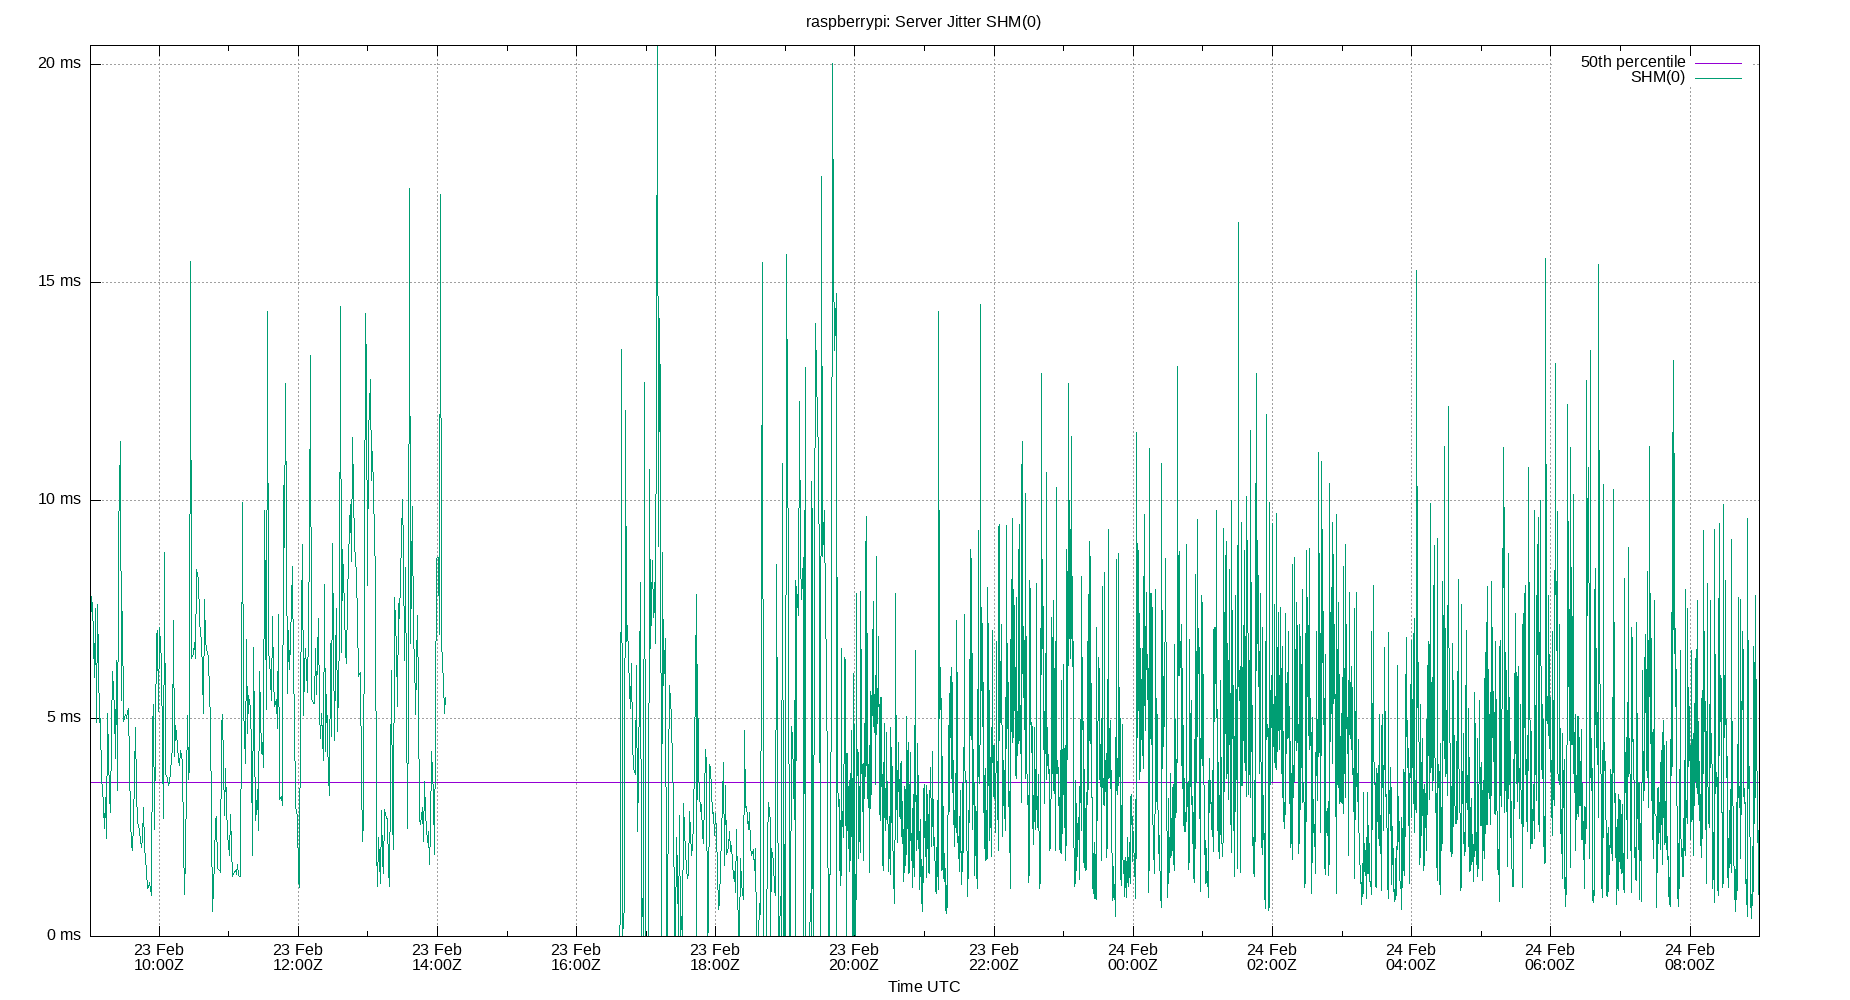 raspberrypi: Server Jitter SHM(0)
50th percentile
SHM(0)
20 ms
15 ms
10 ms
5 ms
0 ms
23 Feb 23 Feb 23 Feb 23 Feb 23 Feb 23 Feb 23 Feb 24 Feb 24 Feb 24 Feb 24 Feb 24 Feb
10:00Z 12:00Z 14:00Z 16:00Z 18:00Z 20:00Z 22:00Z 00:00Z 02:00Z 04:00Z 06:00Z 08:00Z
Time UTC